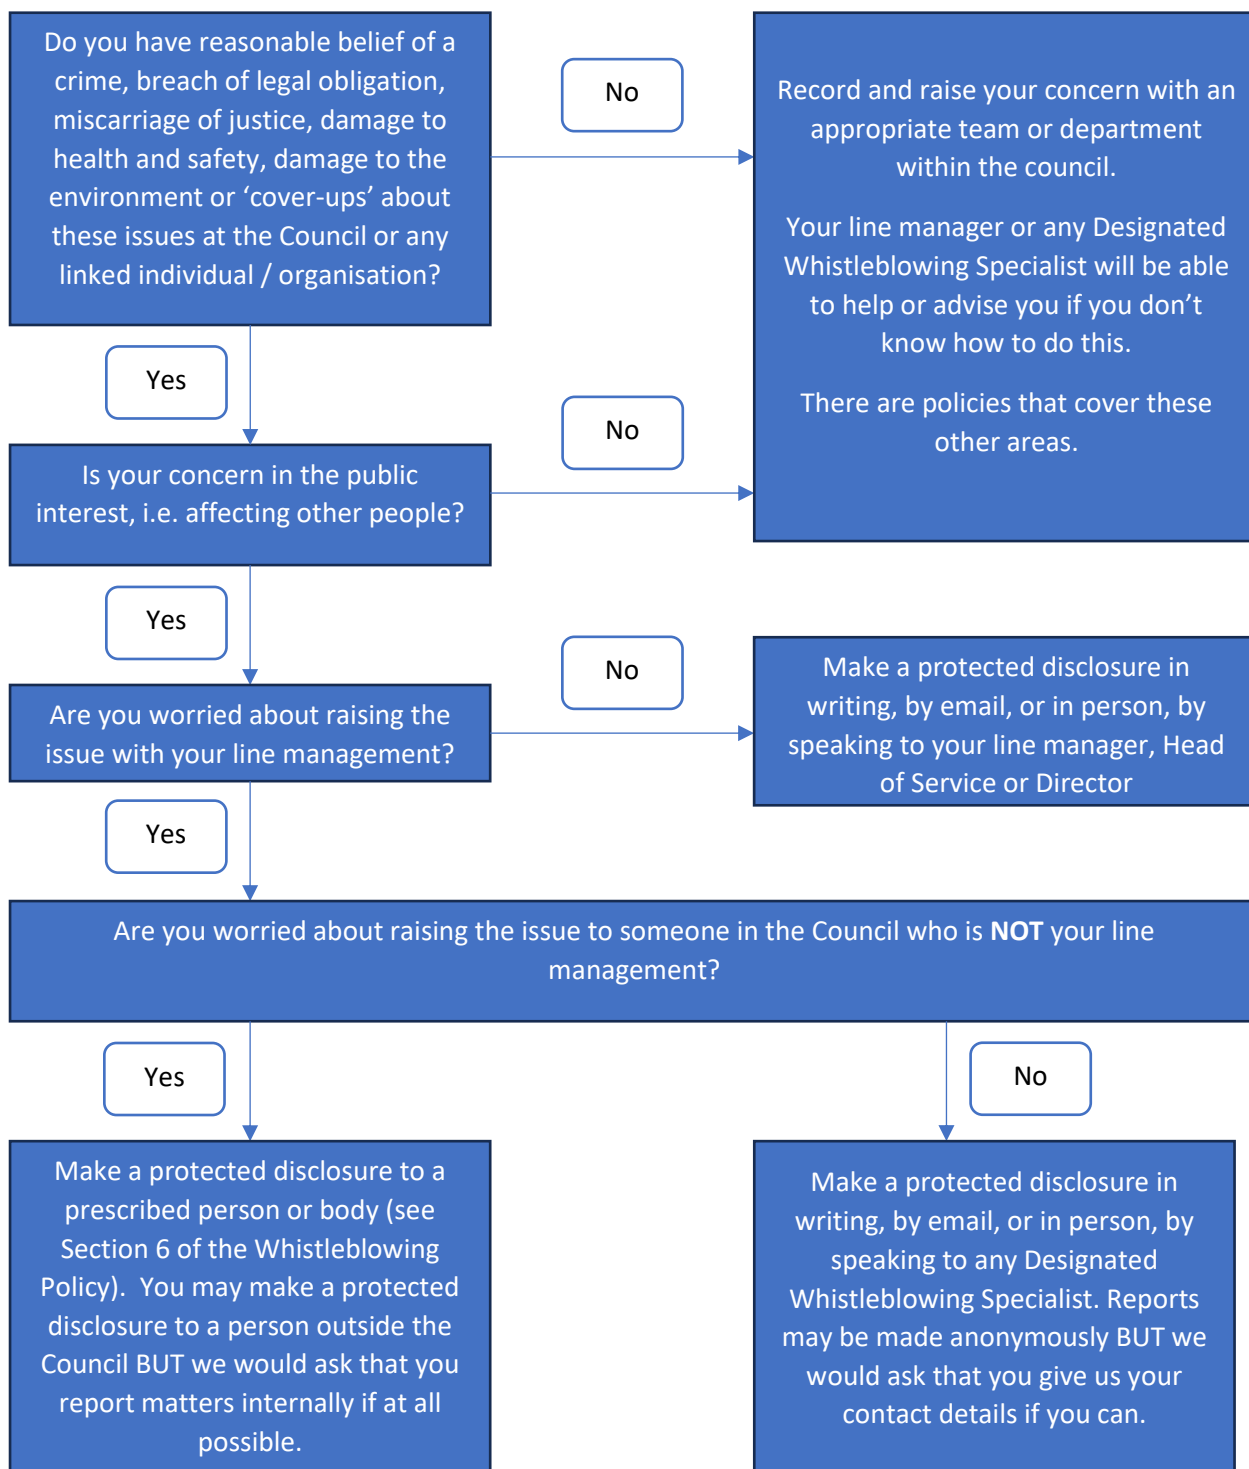 Do you have reasonable belief of a
crime, breach of legal obligation,
miscarriage of justice, damage to
health and safety, damage to the
environment or ‘cover-ups’ about
these issues at the Council or any
linked individual / organisation?
No
Record and raise your concern with an
appropriate team or department
within the council.
Your line manager or any Designated
Whistleblowing Specialist will be able
to help or advise you if you don’t
know how to do this.
There are policies that cover these
other areas.
Yes
No
Is your concern in the public
interest, i.e. affecting other people?
Yes
No
Are you worried about raising the
issue with your line management?
Make a protected disclosure in
writing, by email, or in person, by
speaking to your line manager, Head
of Service or Director
Yes
Are you worried about raising the issue to someone in the Council who is NOT your line
management?
Yes
No
Make a protected disclosure to a
prescribed person or body (see
Section 6 of the Whistleblowing
Policy).  You may make a protected
disclosure to a person outside the
Council BUT we would ask that you
report matters internally if at all
possible.
Make a protected disclosure in
writing, by email, or in person, by
speaking to any Designated
Whistleblowing Specialist. Reports
may be made anonymously BUT we
would ask that you give us your
contact details if you can.